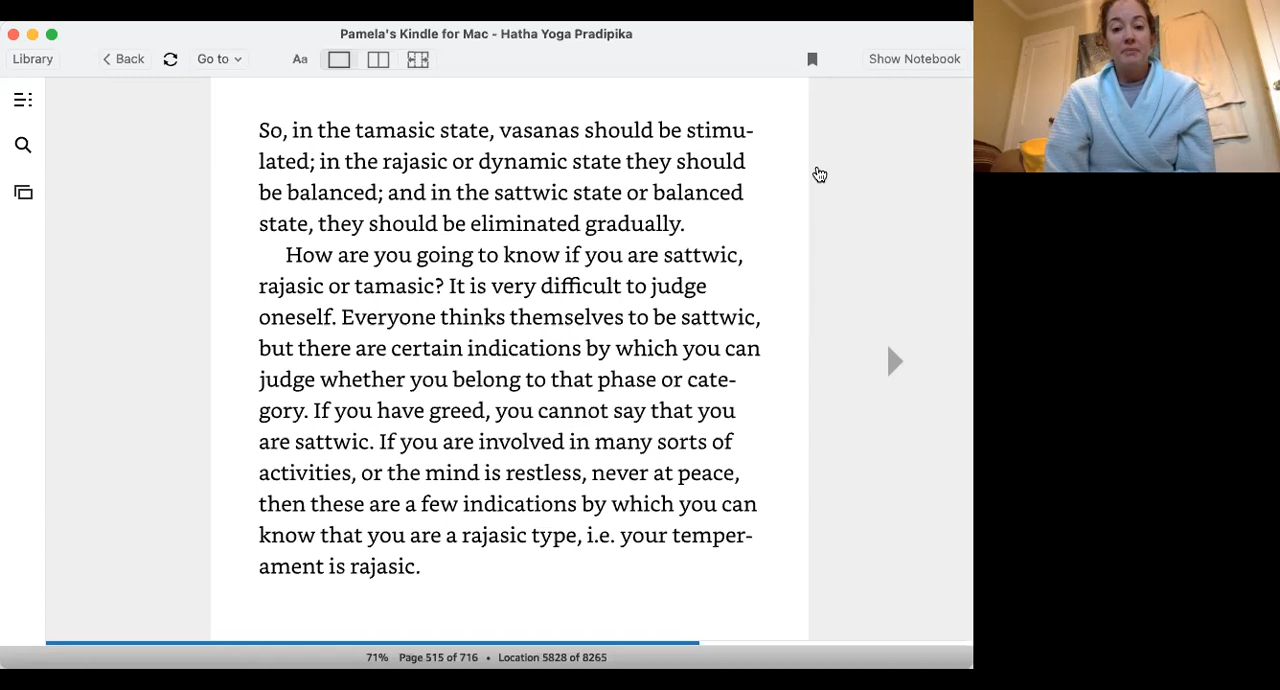 Pamela's Kindle for Mac - Hatha Yoga Pradipika
Library
Back
Go to
Aa
Show Notebook
So, in the tamasic state, vasanas should be stimu-
lated; in the rajasic or dynamic state they should
be balanced; and in the sattwic state or balanced
state, they should be eliminated gradually.
How are you going to know if you are sattwic,
rajasic or tamasic? It is very difficult to judge
oneself. Everyone thinks themselves to be sattwic,
but there are certain indications by which you can
judge whether you belong to that phase or cate-
gory. If you have greed, you cannot say that you
are sattwic. If you are involved in many sorts of
activities, or the mind is restless, never at peace,
then these are a few indications by which you can
know that you are a rajasic type, i.e. your temper-
ament is rajasic.
71% Page 515 of 716 • Location 5828 of 8265